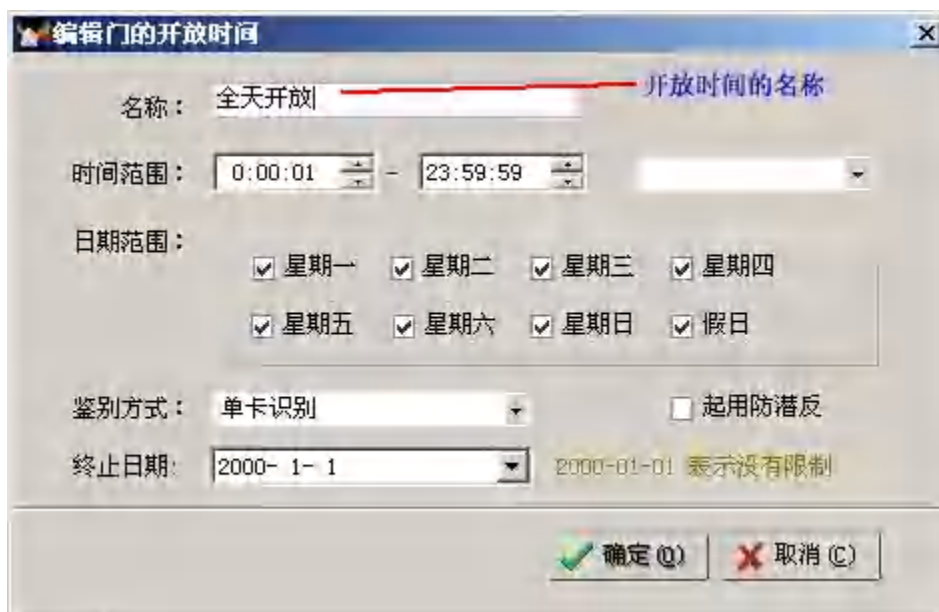 编辑门的开放时间
名称： 全天开放 开放时间的名称
时间范围： 0:00:01 - 23:59:59
日期范围：
星期一 星期二 星期三 星期四
星期五 星期六 星期日 假日
鉴别方式： 单卡识别 起用防潜反
终止日期: 2000- 1- 1 2000-01-01 表示没有限制
确定(O) 取消(C)